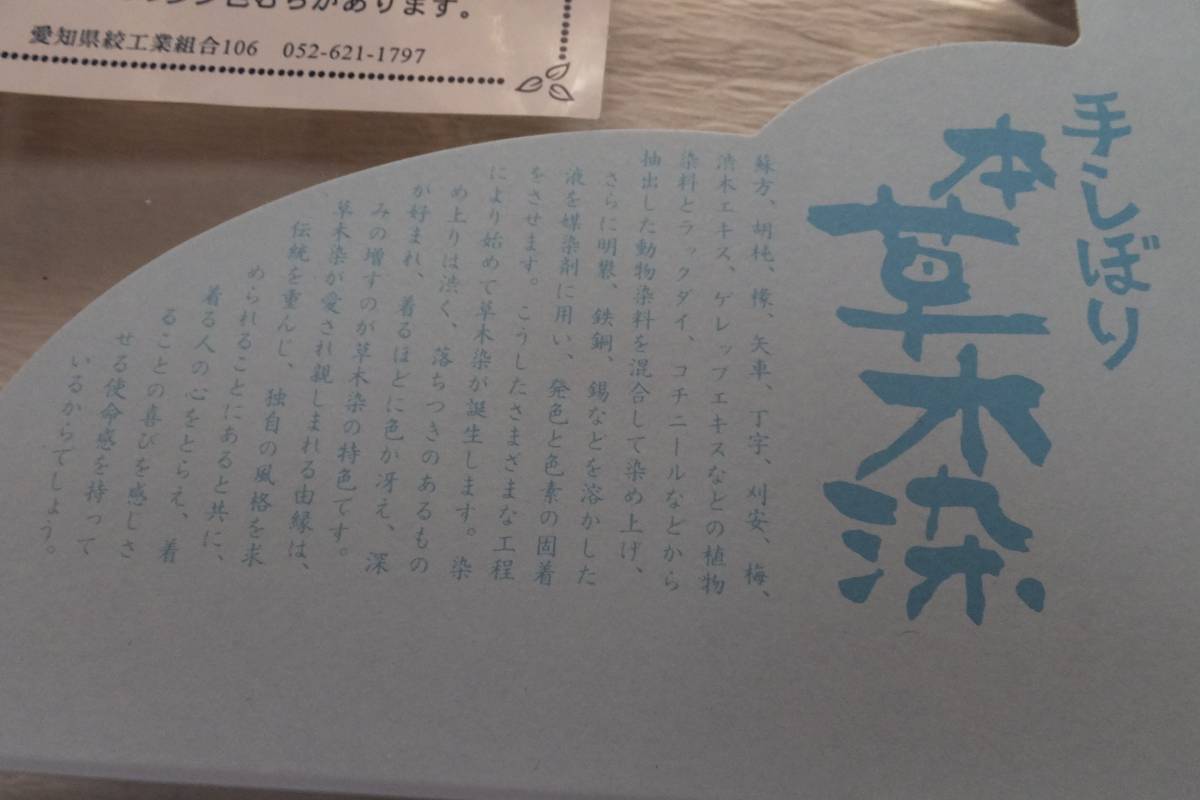 手しぼり
本草木染
蘇方、胡桃、橡、矢車、丁字、刈安、梅、
渋木エキス、ゲレップエキスなどの植物
染料とラックダイ、コチニールなどから
抽出した動物染料を混合して染め上げ、
さらに明礬、鉄銅、錫などを溶かした
液を媒染剤に用い、発色と色素の固着
をさせます。こうしたさまざまな工程
により始めて草木染が誕生します。染
め上りは渋く、落ちつきのあるもの
が好まれ、着るほどに色が冴え、深
みの増すのが草木染の特色です。
草木染が愛され親しまれる由縁は、
伝統を重んじ、独自の風格を求
められることにあると共に、
着る人の心をとらえ、着
ることの喜びを感じさ
せる使命感を持って
いるからでしょう。
色むらがあります。
愛知県絞工業組合106 052-621-1797